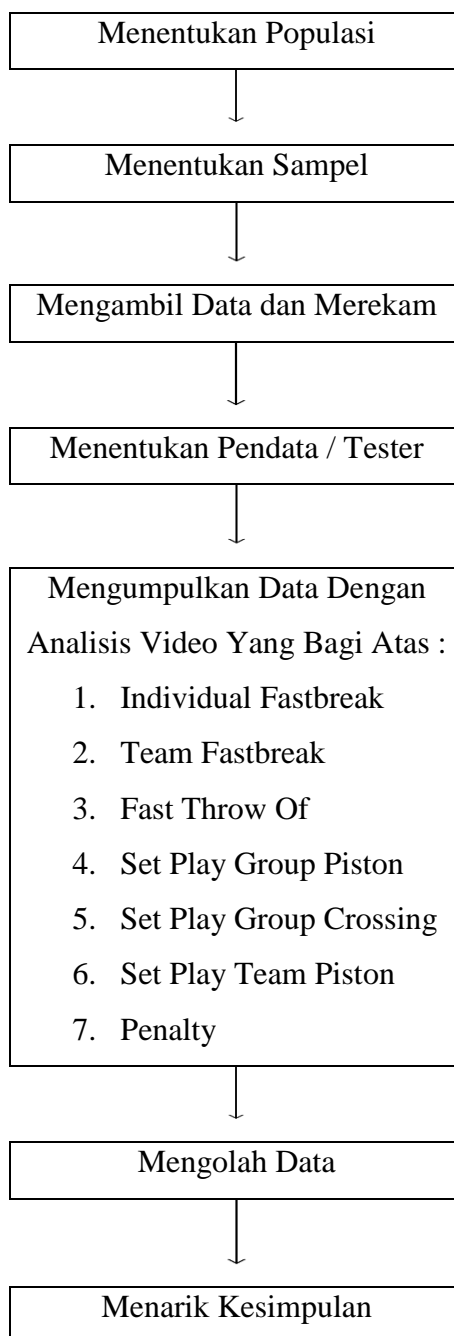 Menentukan Populasi
Menentukan Sampel
Mengambil Data dan Merekam
Menentukan Pendata / Tester
Mengumpulkan Data Dengan
Analisis Video Yang Bagi Atas :
1. Individual Fastbreak
2. Team Fastbreak
3. Fast Throw Of
4. Set Play Group Piston
5. Set Play Group Crossing
6. Set Play Team Piston
7. Penalty
Mengolah Data
Menarik Kesimpulan